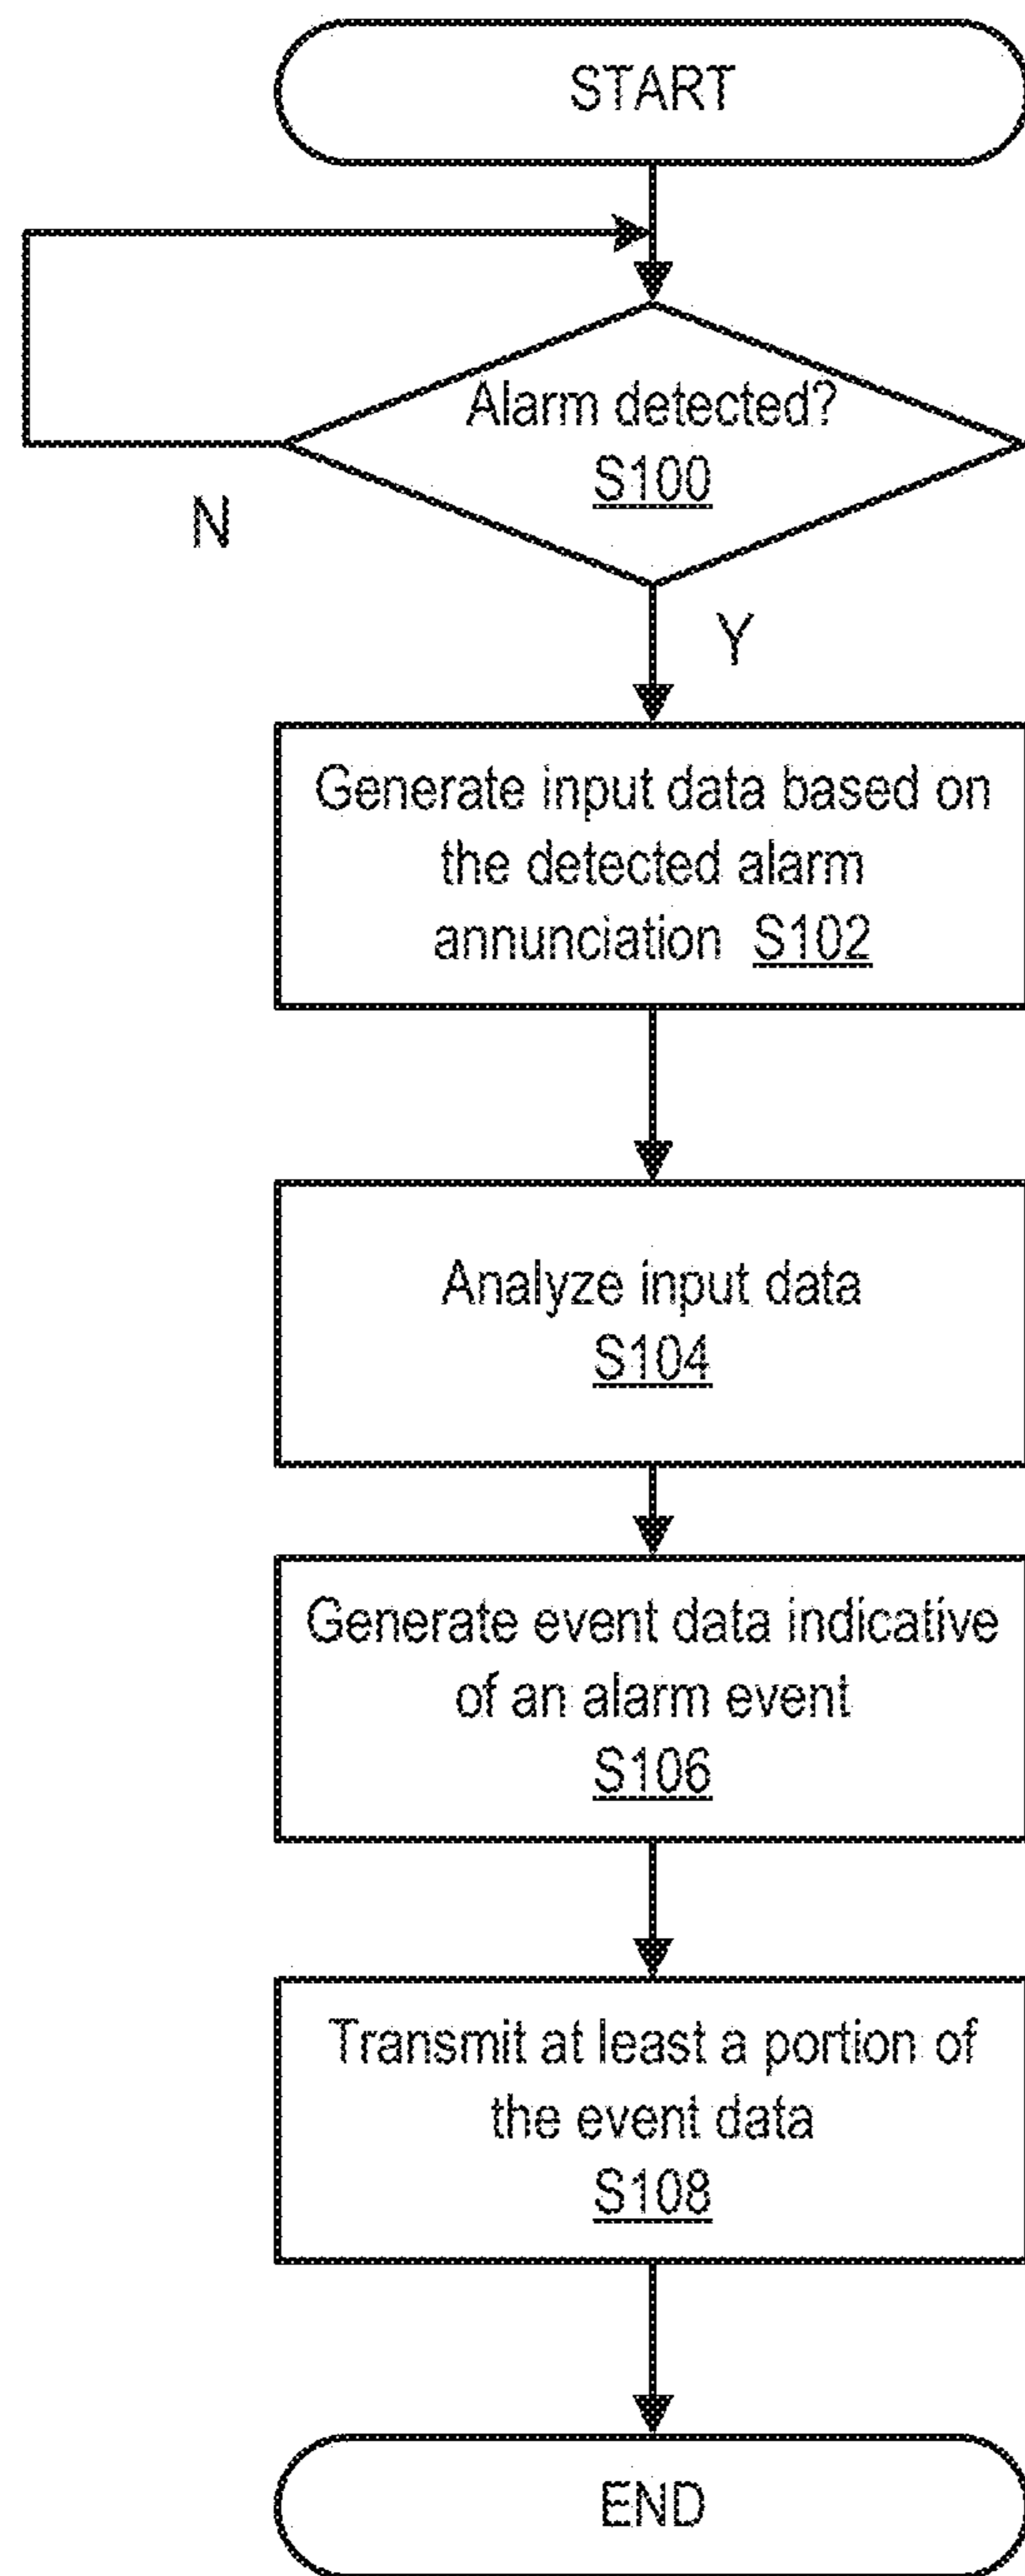 START
Alarm detected?
S100
N
Y
Generate input data based on
the detected alarm
annunciation S102
Analyze input data
S104
Generate event data indicative
of an alarm event
S106
Transmit at least a portion of
the event data
S108
END